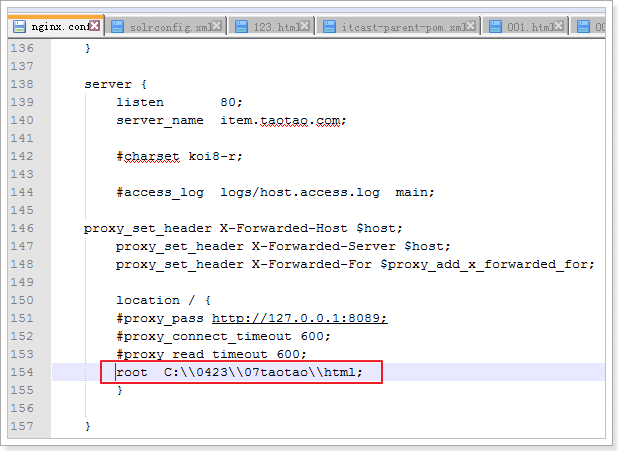 nginx.conf solrconfig.xml 123.html itcast-parent-pom.xml 001.html 00
136 }
137
138 server {
139 listen 80;
140 server_name item.taotao.com;
141
142 #charset koi8-r;
143
144 #access_log logs/host.access.log main;
145
146 proxy_set_header X-Forwarded-Host $host;
147 proxy_set_header X-Forwarded-Server $host;
148 proxy_set_header X-Forwarded-For $proxy_add_x_forwarded_for;
149
150 location / {
151 #proxy_pass http://127.0.0.1:8089;
152 #proxy_connect_timeout 600;
153 #proxy_read_timeout 600;
154 root C:\\0423\\07taotao\\html;
155 }
156
157 }